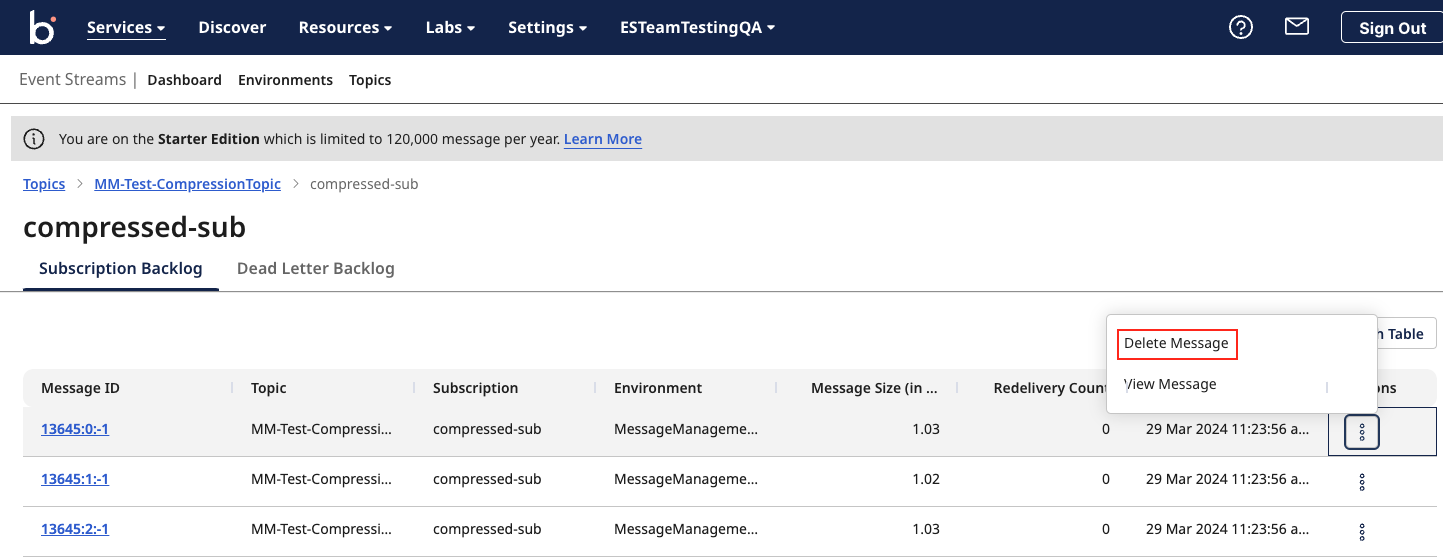 b Services Discover Resources Labs Settings ESTeamTestingQA Sign Out
Event Streams | Dashboard Environments Topics
You are on the Starter Edition which is limited to 120,000 message per year. Learn More
Topics > MM-Test-CompressionTopic > compressed-sub
compressed-sub
Subscription Backlog Dead Letter Backlog
Table
Delete Message
View Message
Message ID Topic Subscription Environment Message Size (in ... Redelivery Count
13645:0:-1 MM-Test-Compressi... compressed-sub MessageManageme... 1.03 0 29 Mar 2024 11:23:56 a...
13645:1:-1 MM-Test-Compressi... compressed-sub MessageManageme... 1.02 0 29 Mar 2024 11:23:56 a...
13645:2:-1 MM-Test-Compressi... compressed-sub MessageManageme... 1.03 0 29 Mar 2024 11:23:56 a...